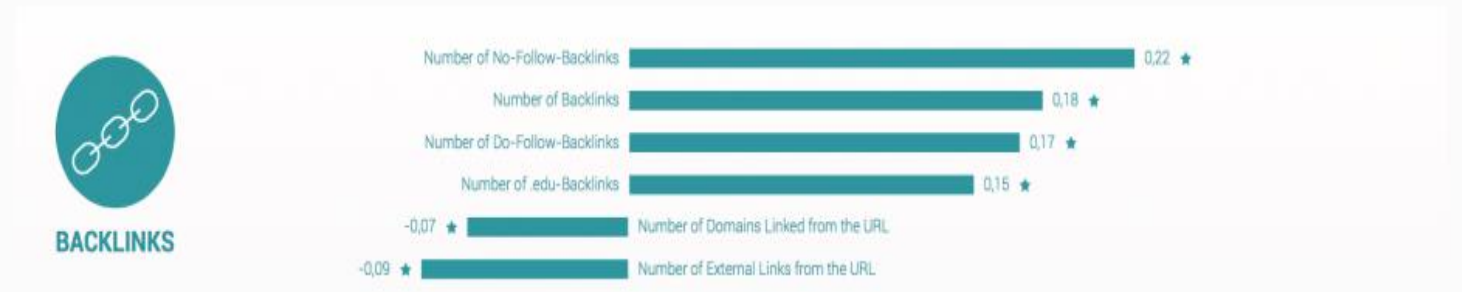 Number of No-Follow-Backlinks 0,22
Number of Backlinks 0,18
Number of Do-Follow-Backlinks 0,17
Number of .edu-Backlinks 0,15
-0,07 Number of Domains Linked from the URL
BACKLINKS
-0,09 Number of External Links from the URL